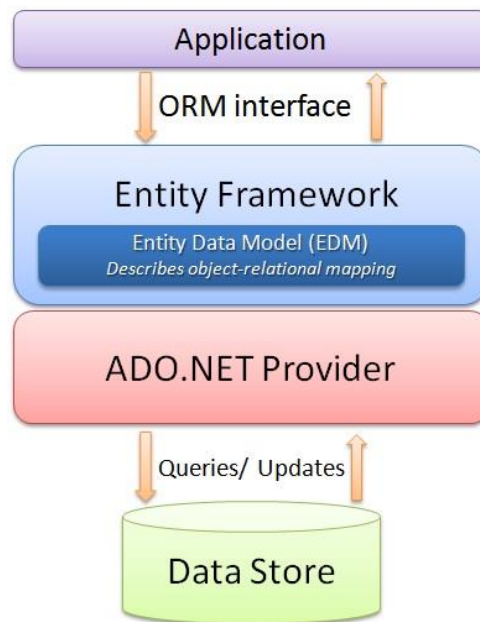 Application
ORM interface
Entity Framework
Entity Data Model (EDM)
Describes object-relational mapping
ADO.NET Provider
Queries/ Updates
Data Store